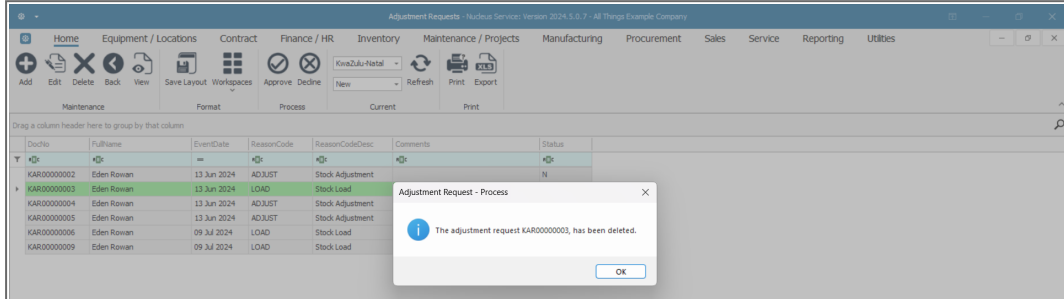 Adjustment Requests - Nucleus Service: Version 2024.5.0.7 - All Things Example Company
Home Equipment / Locations Contract Finance / HR Inventory Maintenance / Projects Manufacturing Procurement Sales Service Reporting Utilities
KwaZulu-Natal
New
Add Edit Delete Back View Save Layout Workspaces Approve Decline Refresh Print Export
Maintenance Format Process Current Print
Drag a column header here to group by that column
DocNo FullName EventDate ReasonCode ReasonCodeDesc Comments Status
KAR00000002 Eden Rowan 13 Jun 2024 ADJUST Stock Adjustment N
KAR00000003 Eden Rowan 13 Jun 2024 LOAD Stock Load
KAR00000004 Eden Rowan 13 Jun 2024 ADJUST Stock Adjustment
KAR00000005 Eden Rowan 13 Jun 2024 ADJUST Stock Adjustment
KAR00000006 Eden Rowan 09 Jul 2024 LOAD Stock Load
KAR00000009 Eden Rowan 09 Jul 2024 LOAD Stock Load
Adjustment Request - Process
The adjustment request KAR00000003, has been deleted.
OK